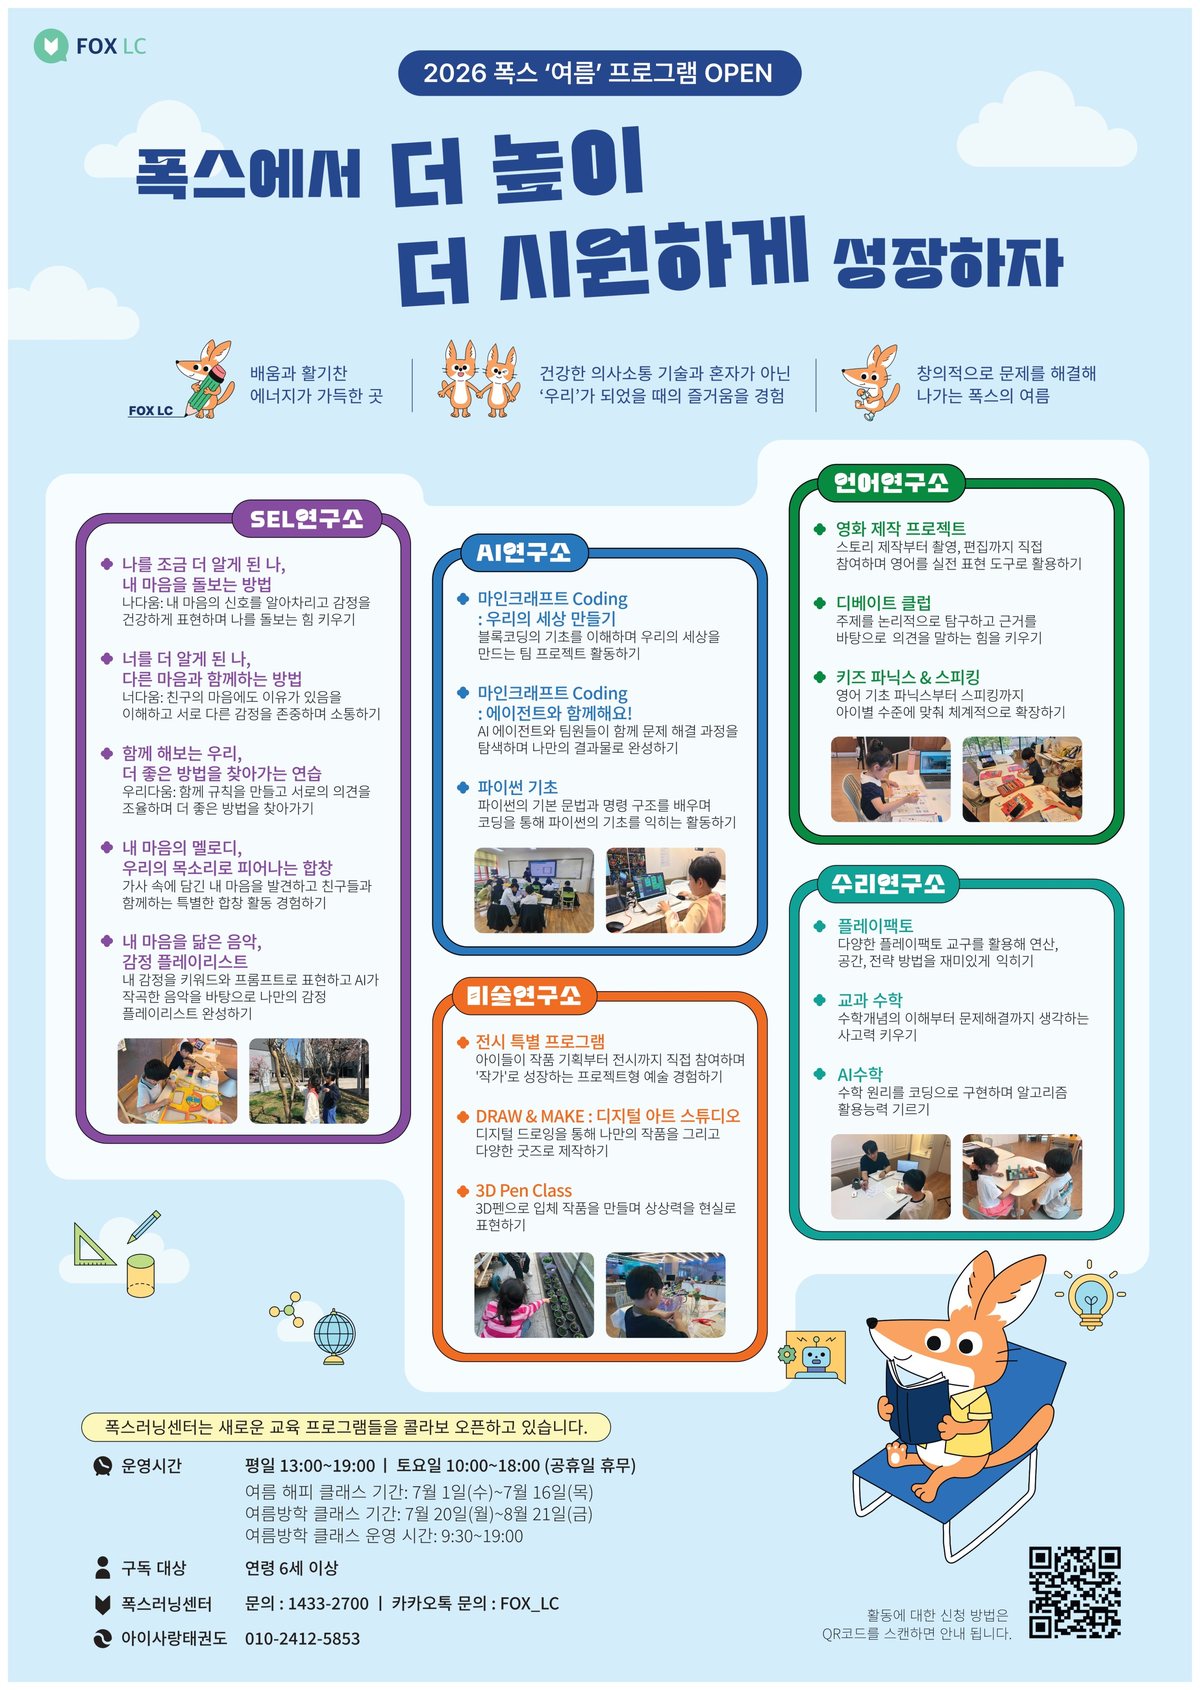 FOX LC
2026 폭스 ‘여름’ 프로그램 OPEN
폭스에서 더 높이
더 시원하게 성장하자
FOX LC
배움과 활기찬
에너지가 가득한 곳
건강한 의사소통 기술과 혼자가 아닌
‘우리’가 되었을 때의 즐거움을 경험
창의적으로 문제를 해결해
나가는 폭스의 여름
SEL연구소
나를 조금 더 알게 된 나,
내 마음을 돌보는 방법
나다움: 내 마음의 신호를 알아차리고 감정을
건강하게 표현하며 나를 돌보는 힘 키우기
너를 더 알게 된 나,
다른 마음과 함께하는 방법
너다움: 친구의 마음에도 이유가 있음을
이해하고 서로 다른 감정을 존중하며 소통하기
함께 해보는 우리,
더 좋은 방법을 찾아가는 연습
우리다움: 함께 규칙을 만들고 서로의 의견을
조율하며 더 좋은 방법을 찾아가기
내 마음의 멜로디,
우리의 목소리로 피어나는 합창
가사 속에 담긴 내 마음을 발견하고 친구들과
함께하는 특별한 합창 활동 경험하기
내 마음을 닮은 음악,
감정 플레이리스트
내 감정을 키워드와 프롬프트로 표현하고 AI가
작곡한 음악을 바탕으로 나만의 감정
플레이리스트 완성하기
AI연구소
마인크래프트 Coding
: 우리의 세상 만들기
블록코딩의 기초를 이해하며 우리의 세상을
만드는 팀 프로젝트 활동하기
마인크래프트 Coding
: 에이전트와 함께해요!
AI 에이전트와 팀원들이 함께 문제 해결 과정을
탐색하며 나만의 결과물로 완성하기
파이썬 기초
파이썬의 기본 문법과 명령 구조를 배우며
코딩을 통해 파이썬의 기초를 익히는 활동하기
미술연구소
전시 특별 프로그램
아이들이 작품 기획부터 전시까지 직접 참여하며
'작가'로 성장하는 프로젝트형 예술 경험하기
DRAW & MAKE : 디지털 아트 스튜디오
디지털 드로잉을 통해 나만의 작품을 그리고
다양한 굿즈로 제작하기
3D Pen Class
3D펜으로 입체 작품을 만들며 상상력을 현실로
표현하기
언어연구소
영화 제작 프로젝트
스토리 제작부터 촬영, 편집까지 직접
참여하며 영어를 실전 표현 도구로 활용하기
디베이트 클럽
주제를 논리적으로 탐구하고 근거를
바탕으로 의견을 말하는 힘을 키우기
키즈 파닉스 & 스피킹
영어 기초 파닉스부터 스피킹까지
아이별 수준에 맞춰 체계적으로 확장하기
수리연구소
플레이팩토
다양한 플레이팩토 교구를 활용해 연산,
공간, 전략 방법을 재미있게 익히기
교과 수학
수학개념의 이해부터 문제해결까지 생각하는
사고력 키우기
AI수학
수학 원리를 코딩으로 구현하며 알고리즘
활용능력 기르기
폭스러닝센터는 새로운 교육 프로그램들을 콜라보 오픈하고 있습니다.
운영시간 평일 13:00~19:00 | 토요일 10:00~18:00 (공휴일 휴무)
여름 해피 클래스 기간: 7월 1일(수)~7월 16일(목)
여름방학 클래스 기간: 7월 20일(월)~8월 21일(금)
여름방학 클래스 운영 시간: 9:30~19:00
구독 대상 연령 6세 이상
폭스러닝센터 문의 : 1433-2700 | 카카오톡 문의 : FOX_LC
아이사랑태권도 010-2412-5853
활동에 대한 신청 방법은
QR코드를 스캔하면 안내 됩니다.